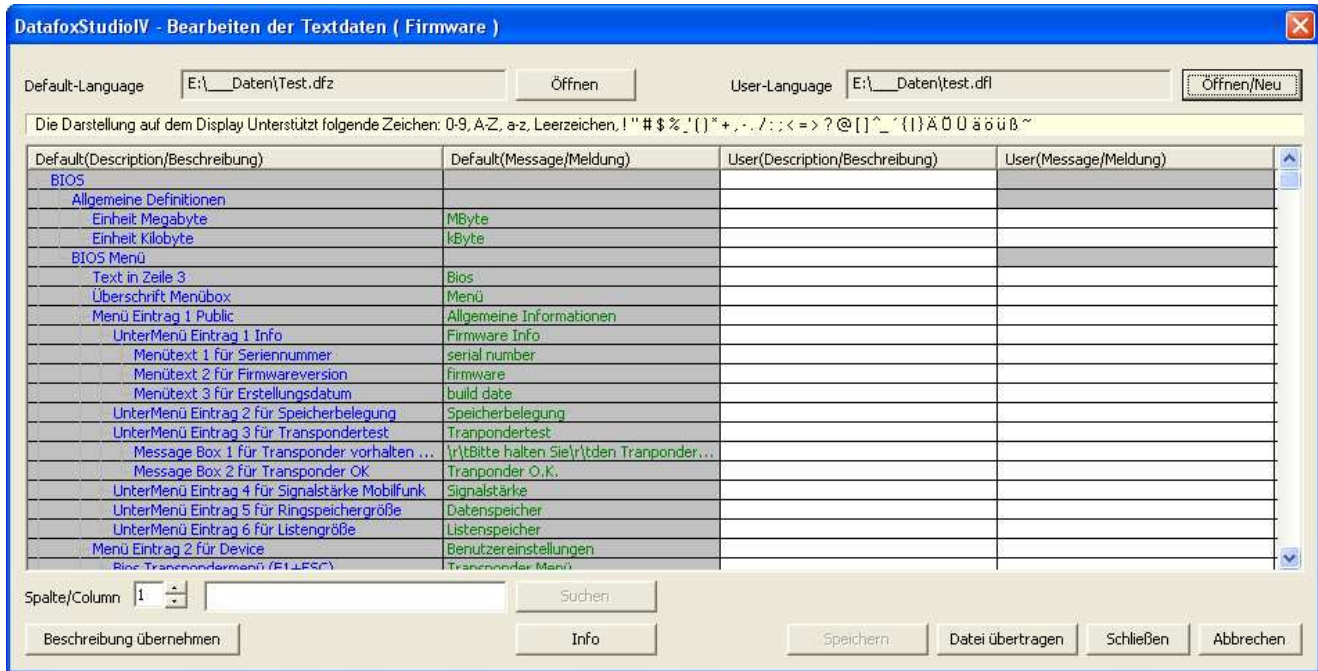 DatafoxStudioIV - Bearbeiten der Textdaten ( Firmware )
Default-Language E:\___Daten\Test.dfz Öffnen User-Language E:\___Daten\test.dfl Öffnen/Neu
Die Darstellung auf dem Display Unterstützt folgende Zeichen: 0-9, A-Z, a-z, Leerzeichen, ! " # $ % ,' ( ) * + , - . / : ; < = > ? @ [ ] ^ _ ´ { | } Ä Ö Ü ä ö ü ß ~
Default(Description/Beschreibung) Default(Message/Meldung) User(Description/Beschreibung) User(Message/Meldung)
BIOS
Allgemeine Definitionen
Einheit Megabyte MByte
Einheit Kilobyte kByte
BIOS Menü
Text in Zeile 3 Bios
Überschrift Menübox Menü
Menü Eintrag 1 Public Allgemeine Informationen
UnterMenü Eintrag 1 Info Firmware Info
Menütext 1 für Seriennummer serial number
Menütext 2 für Firmwareversion firmware
Menütext 3 für Erstellungsdatum build date
UnterMenü Eintrag 2 für Speicherbelegung Speicherbelegung
UnterMenü Eintrag 3 für Transpondertest Tranpondertest
Message Box 1 für Transponder vorhalten ... \r\tBitte halten Sie\r\tden Tranponder...
Message Box 2 für Transponder OK Tranponder O.K.
UnterMenü Eintrag 4 für Signalstärke Mobilfunk Signalstärke
UnterMenü Eintrag 5 für Ringspeichergröße Datenspeicher
UnterMenü Eintrag 6 für Listengröße Listenspeicher
Menü Eintrag 2 für Device Benutzereinstellungen
Bios Transpondermenü (F1+ESC) Transponder Menü
Spalte/Column 1 Suchen
Beschreibung übernehmen Info Speichern Datei übertragen Schließen Abbrechen